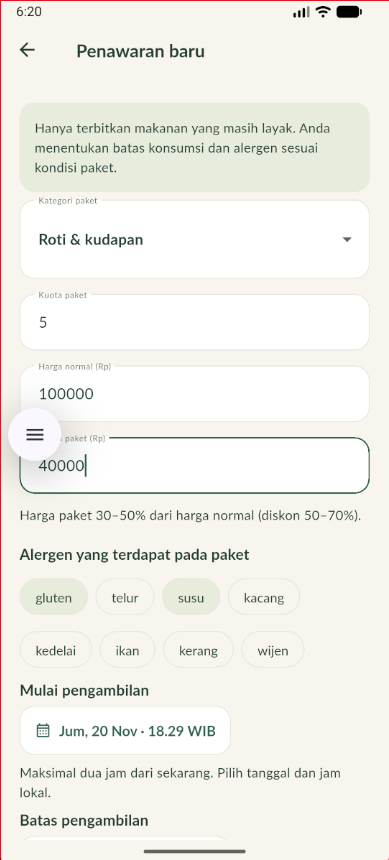 6:20
Penawaran baru
Hanya terbitkan makanan yang masih layak. Anda
menentukan batas konsumsi dan alergen sesuai
kondisi paket.
Kategori paket
Roti & kudapan
Kuota paket
5
Harga normal (Rp)
100000
paket (Rp)
40000
Harga paket 30–50% dari harga normal (diskon 50–70%).
Alergen yang terdapat pada paket
gluten telur susu kacang
kedelai ikan kerang wijen
Mulai pengambilan
Jum, 20 Nov · 18.29 WIB
Maksimal dua jam dari sekarang. Pilih tanggal dan jam
lokal.
Batas pengambilan